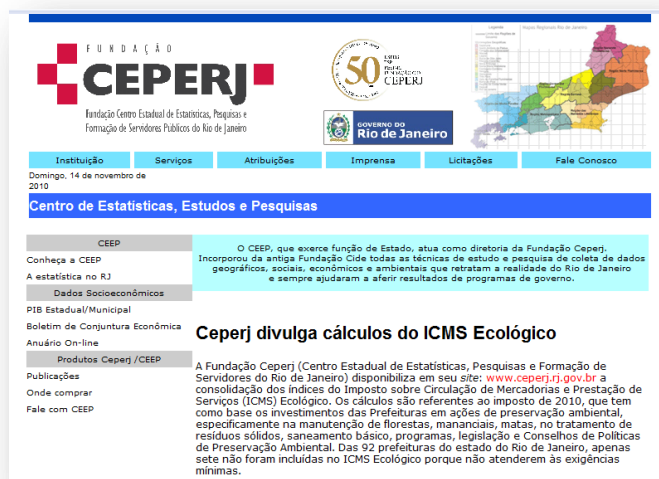 FUNDAÇÃO
CEPERJ
Fundação Centro Estadual de Estatísticas, Pesquisas e
Formação de Servidores Públicos do Rio de Janeiro
50
CEPERJ
GOVERNO DO
Rio de Janeiro
Instituição Serviços Atribuições Imprensa Licitações Fale Conosco
Domingo, 14 de novembro de
2010
Centro de Estatísticas, Estudos e Pesquisas
CEEP
Conheça a CEEP
A estatística no RJ
Dados Socioeconômicos
PIB Estadual/Municipal
Boletim de Conjuntura Econômica
Anuário On-line
Produtos Ceperj /CEEP
Publicações
Onde comprar
Fale com CEEP
O CEEP, que exerce função de Estado, atua como diretoria da Fundação Ceperj.
Incorporou da antiga Fundação Cide todas as técnicas de estudo e pesquisa de coleta de dados
geográficos, sociais, econômicos e ambientais que retratam a realidade do Rio de Janeiro
e sempre ajudaram a aferir resultados de programas de governo.
Ceperj divulga cálculos do ICMS Ecológico
A Fundação Ceperj (Centro Estadual de Estatísticas, Pesquisas e Formação de
Servidores do Rio de Janeiro) disponibiliza em seu site: www.ceperj.rj.gov.br a
consolidação dos índices do Imposto sobre Circulação de Mercadorias e Prestação de
Serviços (ICMS) Ecológico. Os cálculos são referentes ao imposto de 2010, que tem
como base os investimentos das Prefeituras em ações de preservação ambiental,
especificamente na manutenção de florestas, mananciais, matas, no tratamento de
resíduos sólidos, saneamento básico, programas, legislação e Conselhos de Políticas
de Preservação Ambiental. Das 92 prefeituras do estado do Rio de Janeiro, apenas
sete não foram incluídas no ICMS Ecológico porque não atenderem às exigências
mínimas.